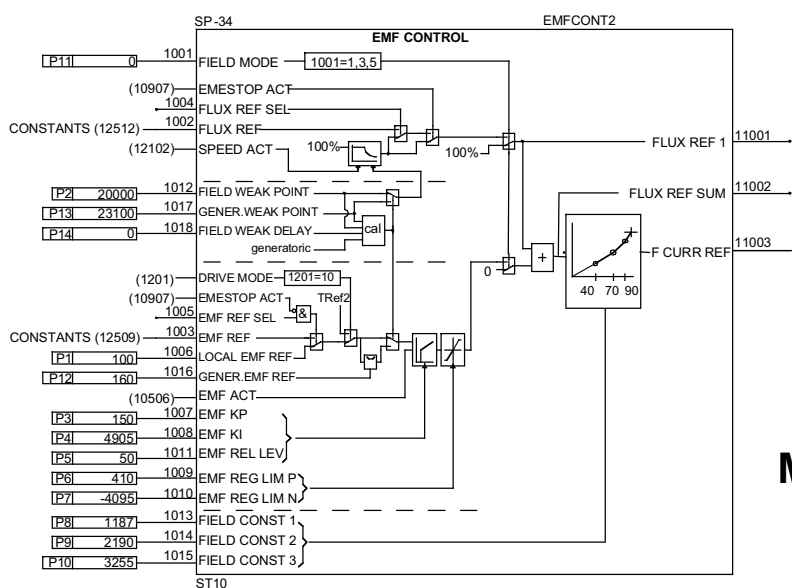 SP-34 EMFCONT2
EMF CONTROL
P11 0 1001 FIELD MODE 1001=1,3,5
(10907) EMESTOP ACT
1004 FLUX REF SEL
CONSTANTS (12512) 1002 FLUX REF
(12102) SPEED ACT 100% 100% FLUX REF 1 11001
P2 20000 1012 FIELD WEAK POINT FLUX REF SUM 11002
P13 23100 1017 GENER.WEAK POINT
P14 0 1018 FIELD WEAK DELAY cal
generatoric
+ F CURR REF 11003
0
40 70 90
(1201) DRIVE MODE 1201=10
(10907) EMESTOP ACT TRef2
1005 EMF REF SEL &
CONSTANTS (12509) 1003 EMF REF
P1 100 1006 LOCAL EMF REF
P12 160 1016 GENER.EMF REF
(10506) EMF ACT
P3 150 1007 EMF KP
P4 4905 1008 EMF KI
P5 50 1011 EMF REL LEV
P6 410 1009 EMF REG LIM P
P7 -4095 1010 EMF REG LIM N
P8 1187 1013 FIELD CONST 1
P9 2190 1014 FIELD CONST 2
P10 3255 1015 FIELD CONST 3
ST10